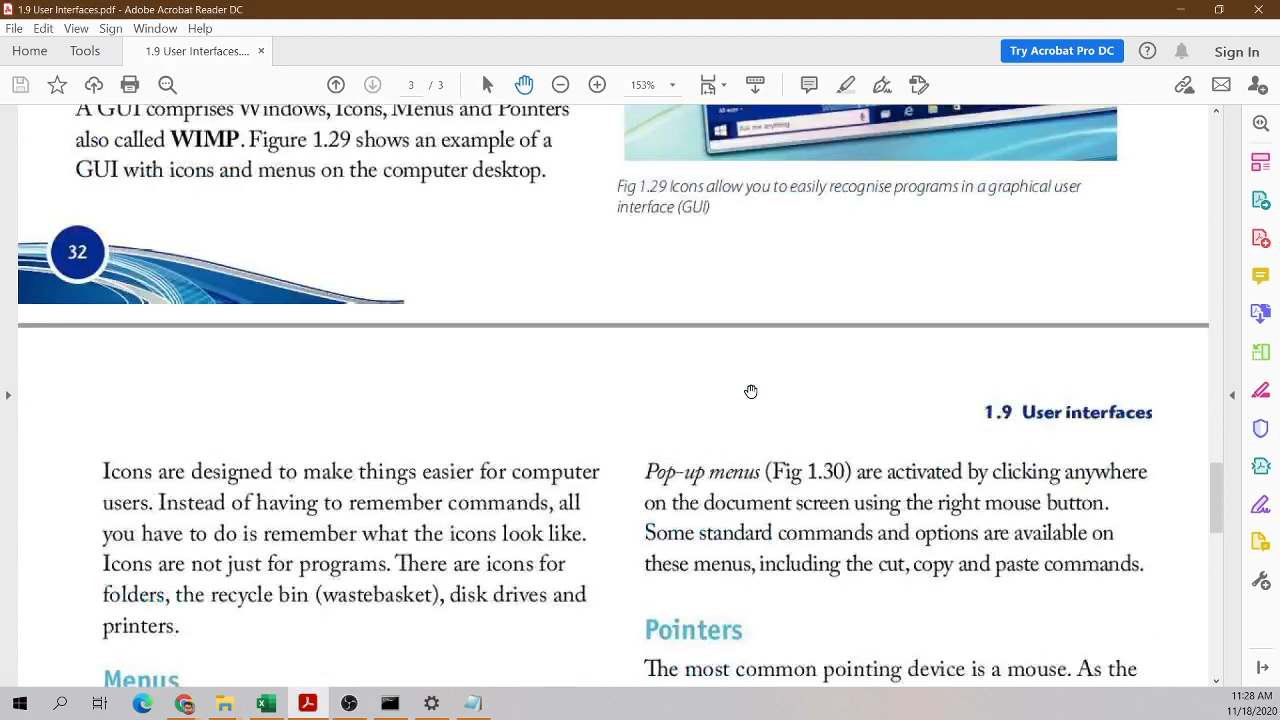 1.9 User Interfaces.pdf - Adobe Acrobat Reader DC
File Edit View Sign Window Help
Home Tools 1.9 User Interfaces.... × Try Acrobat Pro DC Sign In
3 / 3 153%
A GUI comprises Windows, Icons, Menus and Pointers
also called WIMP. Figure 1.29 shows an example of a
GUI with icons and menus on the computer desktop.
Ask me anything
Fig 1.29 Icons allow you to easily recognise programs in a graphical user
interface (GUI)
32
1.9 User interfaces
Icons are designed to make things easier for computer
users. Instead of having to remember commands, all
you have to do is remember what the icons look like.
Icons are not just for programs. There are icons for
folders, the recycle bin (wastebasket), disk drives and
printers.
Menus
Pop-up menus (Fig 1.30) are activated by clicking anywhere
on the document screen using the right mouse button.
Some standard commands and options are available on
these menus, including the cut, copy and paste commands.
Pointers
The most common pointing device is a mouse. As the
11:28 AM
11/18/2020